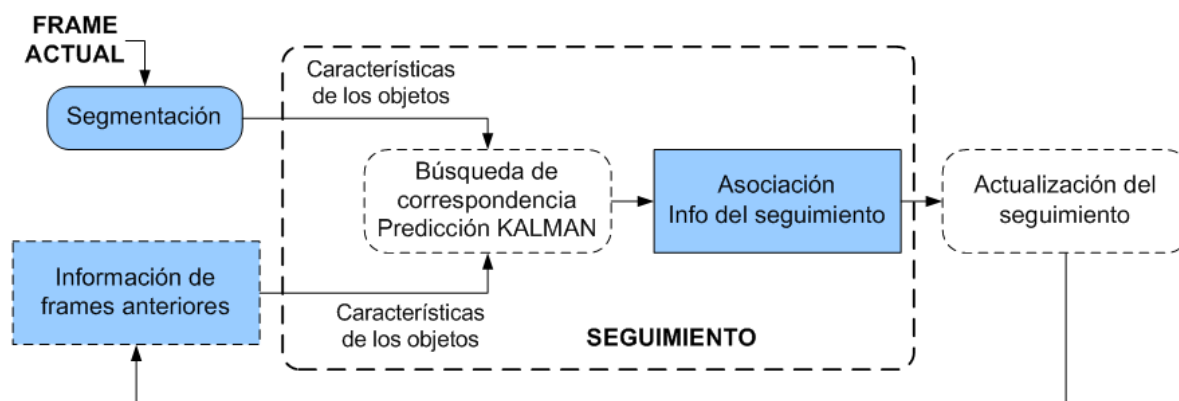 FRAME
ACTUAL
Segmentación
Características
de los objetos
Búsqueda de
correspondencia
Predicción KALMAN
Asociación
Info del seguimiento
Actualización del
seguimiento
Información de
frames anteriores
Características
de los objetos
SEGUIMIENTO